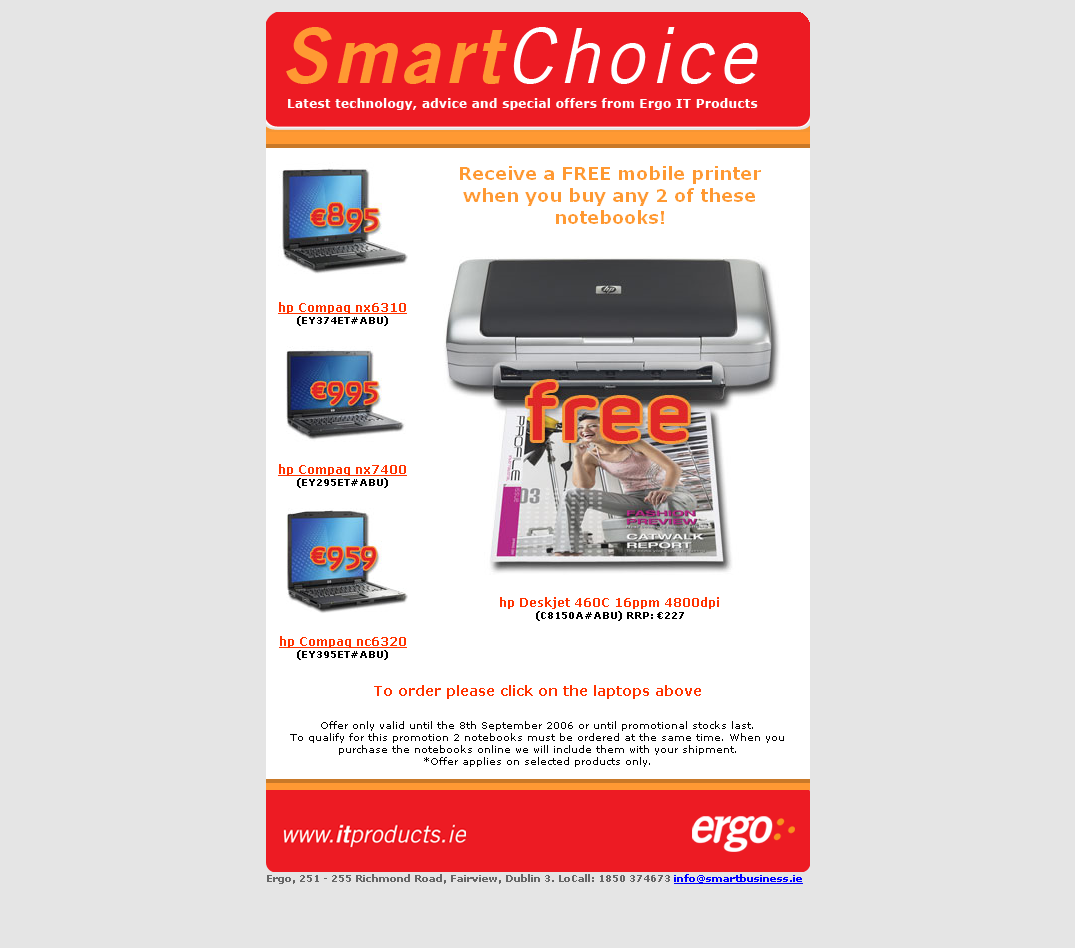 SmartChoice
Latest technology, advice and special offers from Ergo IT Products
Receive a FREE mobile printer
when you buy any 2 of these
notebooks!
€895
hp Compaq nx6310
(EY374ET#ABU)
€995
hp Compaq nx7400
(EY295ET#ABU)
€959
hp Compaq nc6320
(EY395ET#ABU)
hp
free
PROFILE
03
FASHION
PREVIEW
CATWALK
REPORT
hp Deskjet 460C 16ppm 4800dpi
(C8150A#ABU) RRP: €227
To order please click on the laptops above
Offer only valid until the 8th September 2006 or until promotional stocks last.
To qualify for this promotion 2 notebooks must be ordered at the same time. When you
purchase the notebooks online we will include them with your shipment.
*Offer applies on selected products only.
www.itproducts.ie
ergo
Ergo, 251 - 255 Richmond Road, Fairview, Dublin 3. LoCall: 1850 374673 info@smartbusiness.ie